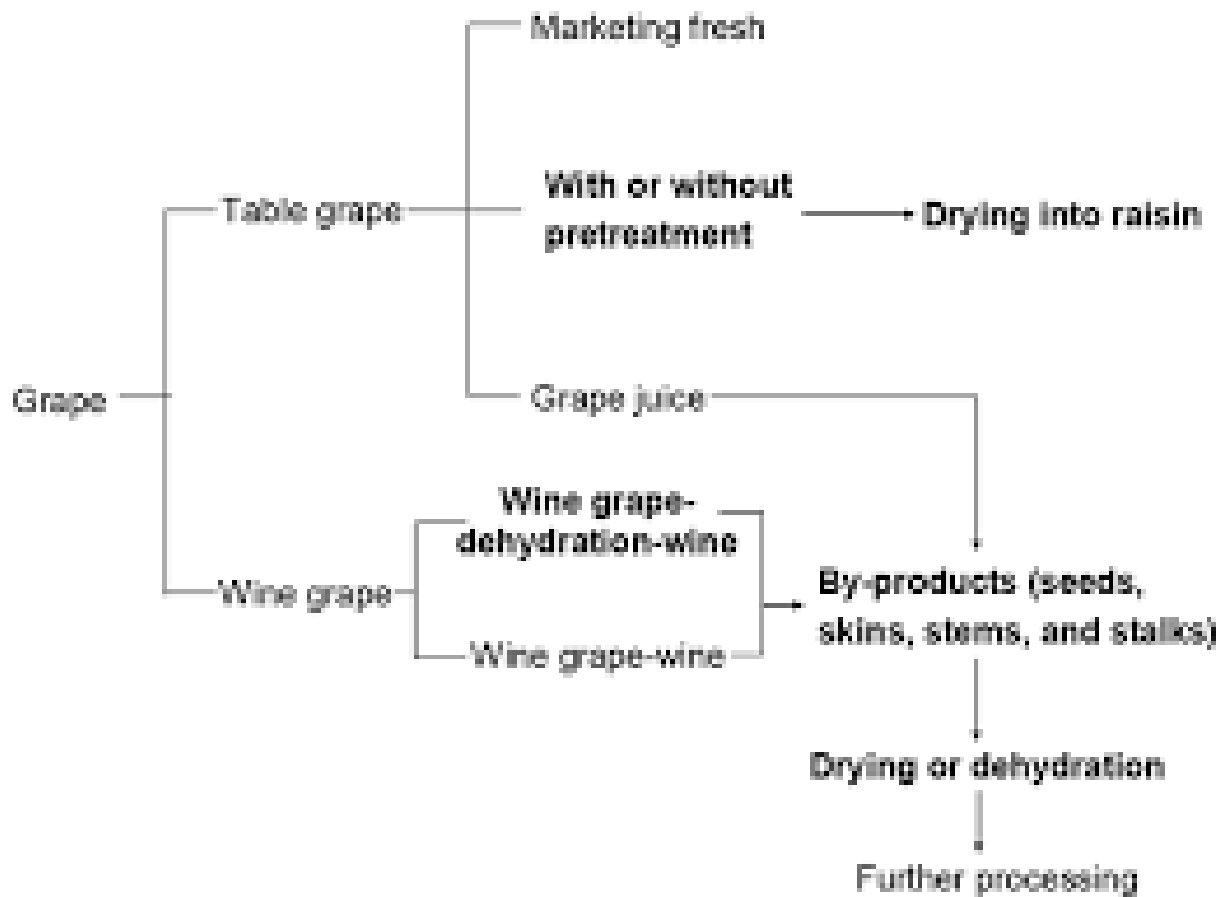 Marketing fresh
With or without
pretreatment
Drying into raisin
Table grape
Grape juice
Grape
Wine grape-
dehydration-wine
Wine grape
Wine grape-wine
By-products (seeds,
skins, stems, and stalks)
Drying or dehydration
Further processing